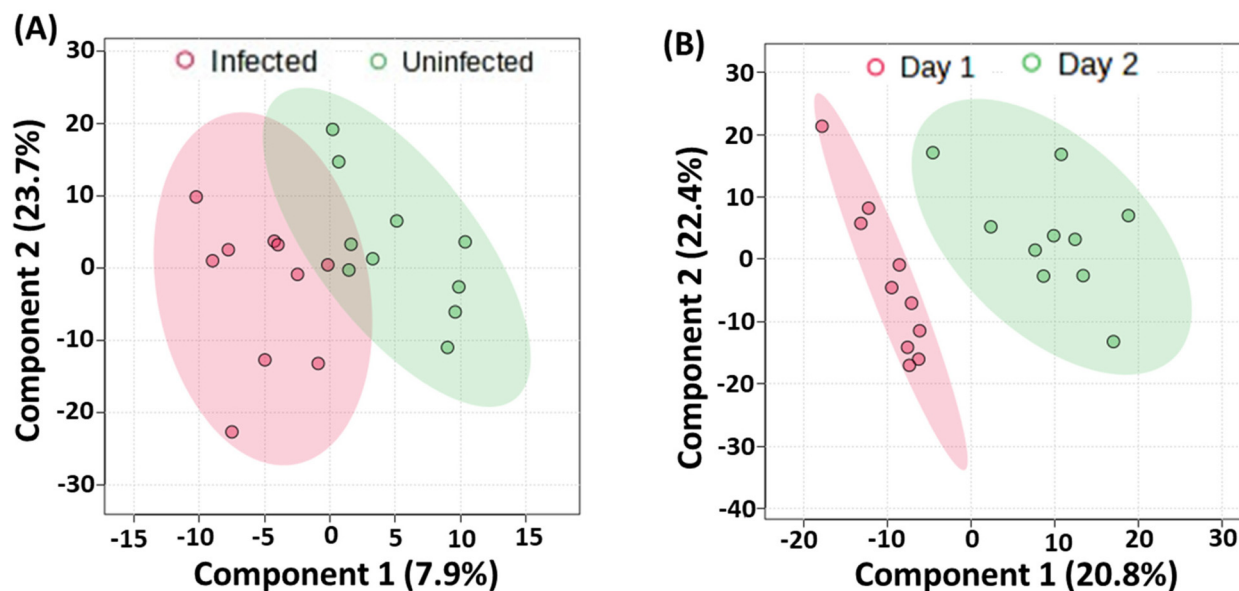 (A)
Infected
Uninfected
30
20
10
0
-10
-20
-30
Component 2 (23.7%)
-15 -10 -5 0 5 10 15
Component 1 (7.9%)
(B)
Day 1
Day 2
30
20
10
0
-10
-20
-30
-40
Component 2 (22.4%)
-20 -10 0 10 20 30
Component 1 (20.8%)